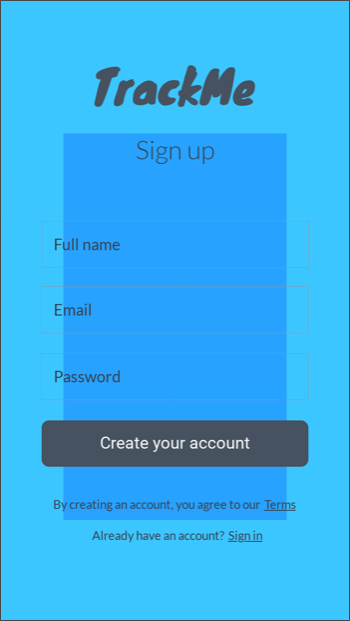 TrackMe
Sign up
Full name
Email
Password
Create your account
By creating an account, you agree to our Terms
Already have an account? Sign in